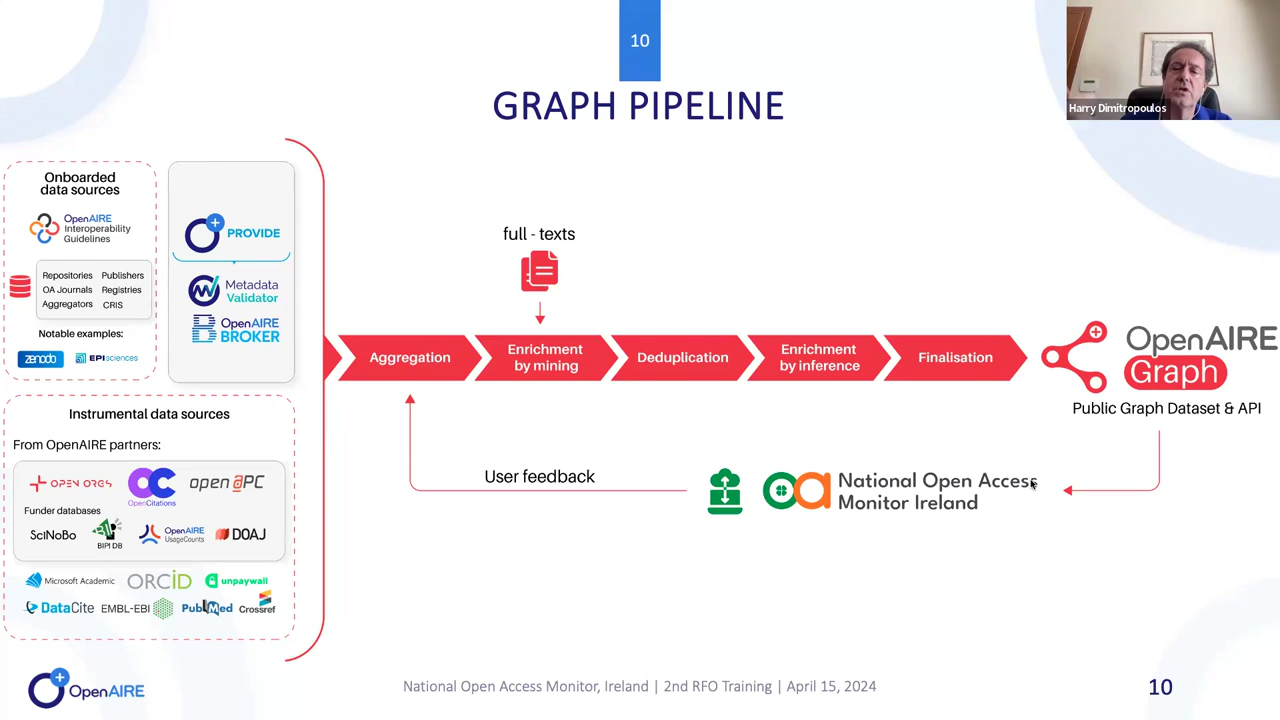 10
GRAPH PIPELINE
Harry Dimitropoulos
Onboarded
data sources
OpenAIRE
Interoperability
Guidelines
Repositories Publishers
OA Journals Registries
Aggregators CRIS
Notable examples:
zenodo EPIsciences
PROVIDE
Metadata
Validator
OpenAIRE
BROKER
Instrumental data sources
From OpenAIRE partners:
OPEN ORGS OpenCitations open@PC
Funder databases
SciNoBo BIP! DB OpenAIRE UsageCounts DOAJ
Microsoft Academic ORCID unpaywall
DataCite EMBL-EBI PubMed Crossref
full - texts
Aggregation
Enrichment
by mining
Deduplication
Enrichment
by inference
Finalisation
OpenAIRE
Graph
Public Graph Dataset & API
User feedback
oa National Open Access
Monitor Ireland
OpenAIRE
National Open Access Monitor, Ireland | 2nd RFO Training | April 15, 2024
10